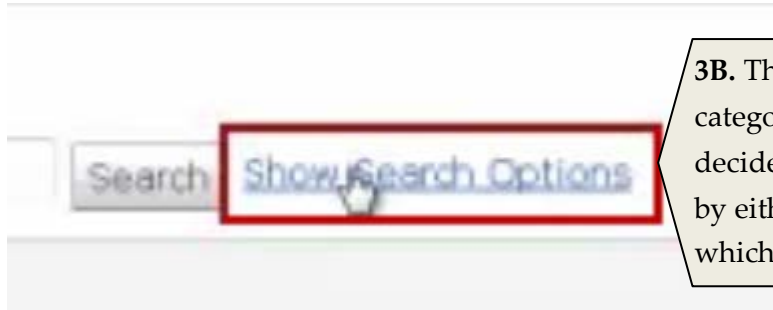 Search Show Search Options
3B. Th
catego
decide
by eith
which